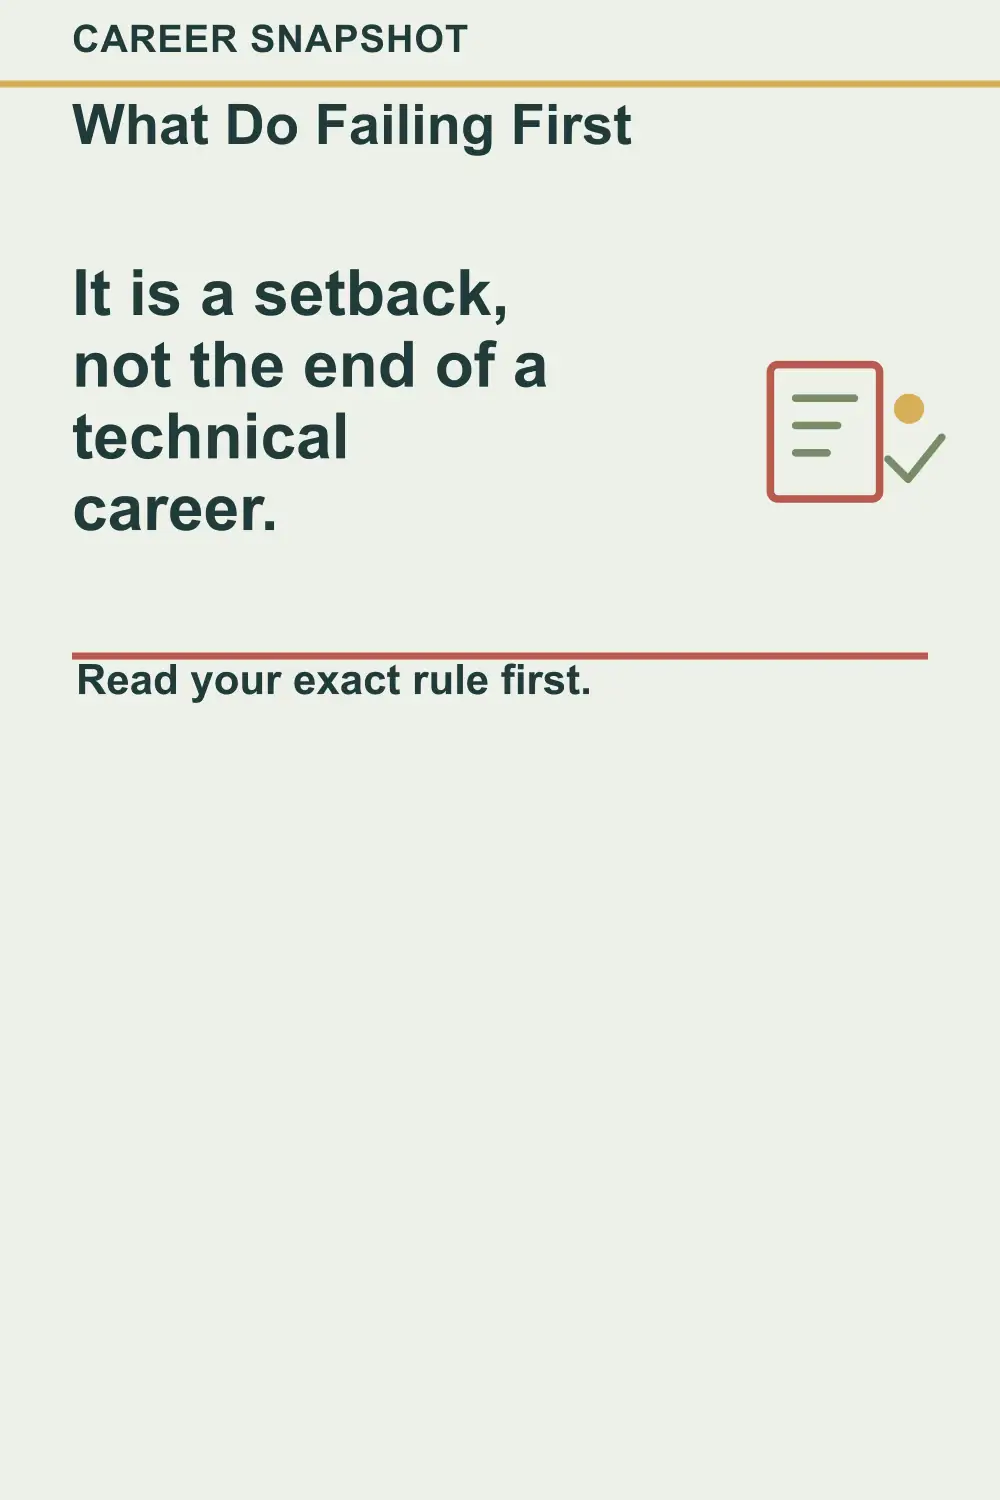 CAREER SNAPSHOT
What Do Failing First
It is a setback,
not the end of a
technical
career.
Read your exact rule first.